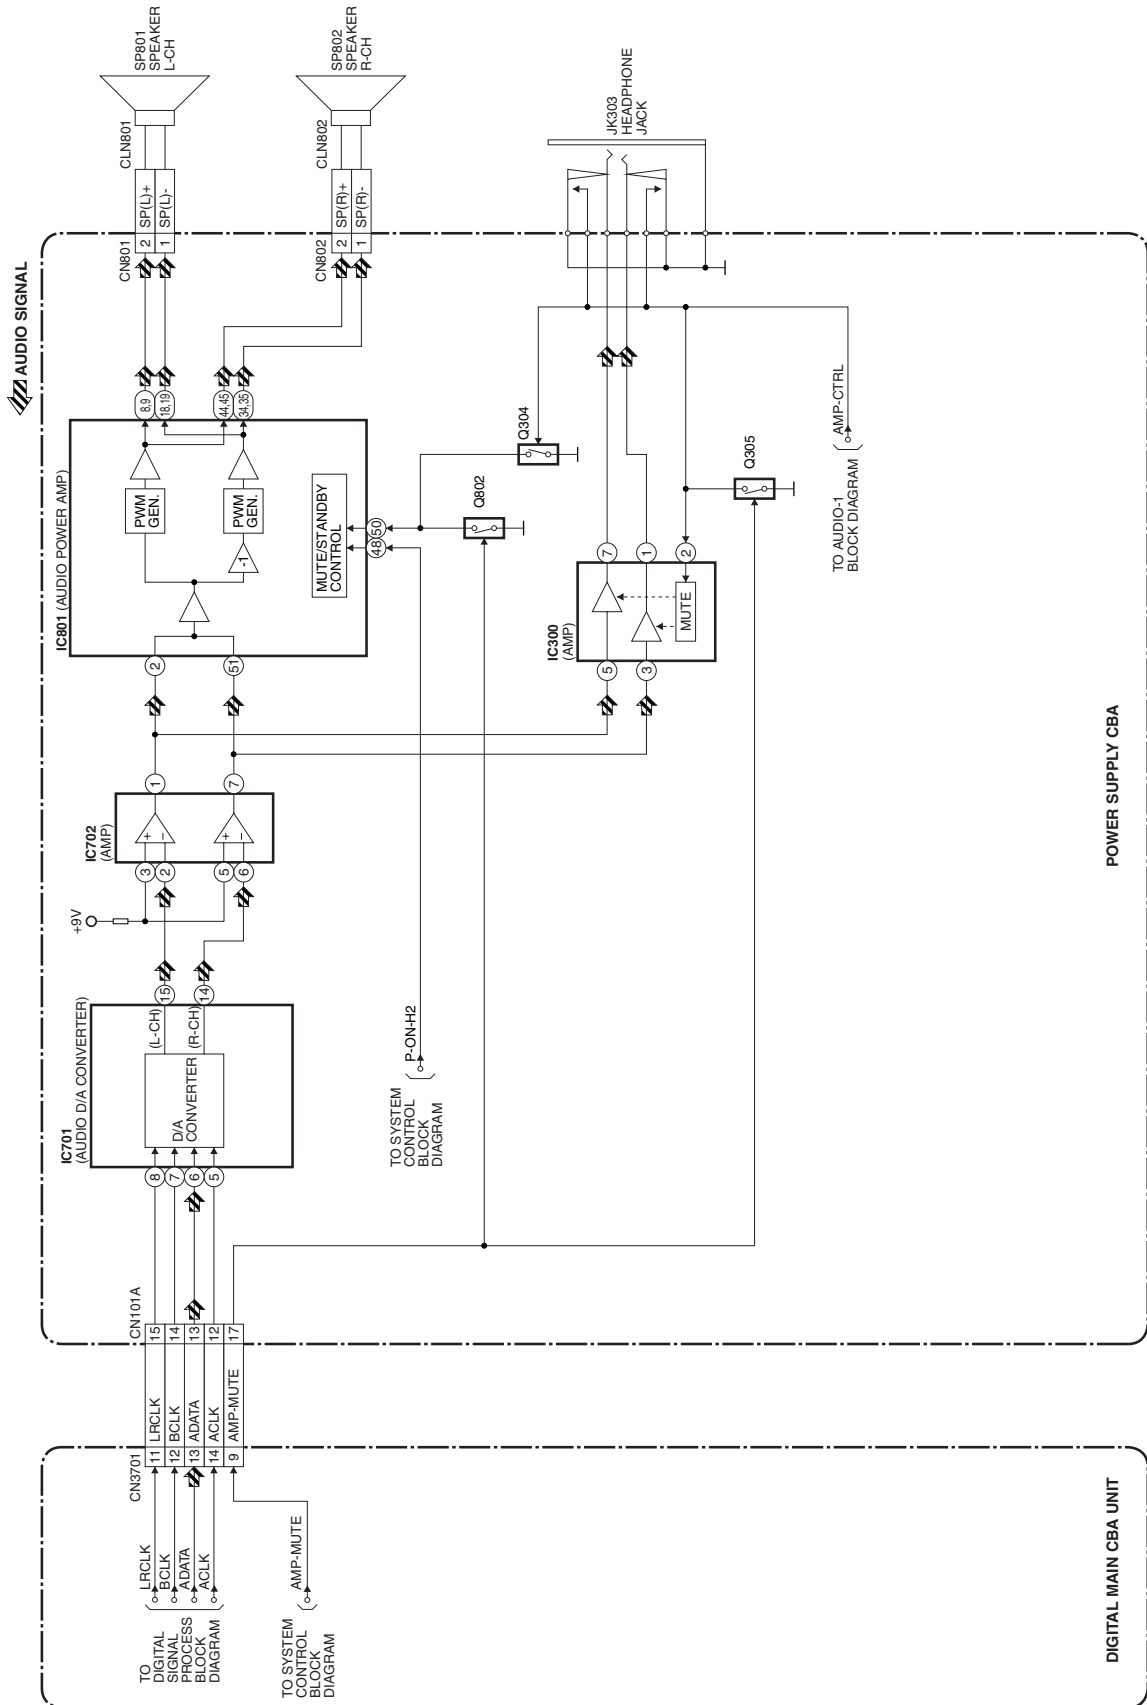 AUDIO SIGNAL
TO
DIGITAL
SIGNAL
PROCESS
BLOCK
DIAGRAM
LRCLK
BCLK
ADATA
ACLK
TO SYSTEM
CONTROL
BLOCK
DIAGRAM
AMP-MUTE
CN3701
11 LRCLK 15
12 BCLK 14
13 ADATA 13
14 ACLK 12
9 AMP-MUTE 17
CN101A
DIGITAL MAIN CBA UNIT
IC701
(AUDIO D/A CONVERTER)
8
7
6
5
D/A
CONVERTER
(L-CH)
(R-CH)
15
14
+9V
IC702
(AMP)
3
2
5
6
+
−
+
−
1
7
IC801 (AUDIO POWER AMP)
2
51
-1
PWM
GEN.
PWM
GEN.
MUTE/STANDBY
CONTROL
8,9
18,19
44,45
34,35
48
50
CN801
2 SP(L)+
1 SP(L)-
CLN801
SP801
SPEAKER
L-CH
CN802
2 SP(R)+
1 SP(R)-
CLN802
SP802
SPEAKER
R-CH
TO SYSTEM
CONTROL
BLOCK
DIAGRAM
P-ON-H2
Q802
Q304
IC300
(AMP)
5
3
MUTE
7
1
2
Q305
JK303
HEADPHONE
JACK
TO AUDIO-1
BLOCK DIAGRAM
AMP-CTRL
POWER SUPPLY CBA